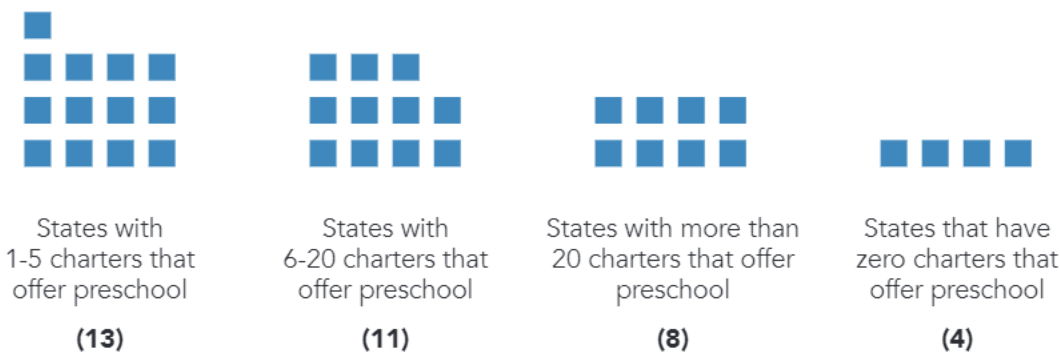 States with
1-5 charters that
offer preschool
(13)
States with
6-20 charters that
offer preschool
(11)
States with more than
20 charters that offer
preschool
(8)
States that have
zero charters that
offer preschool
(4)